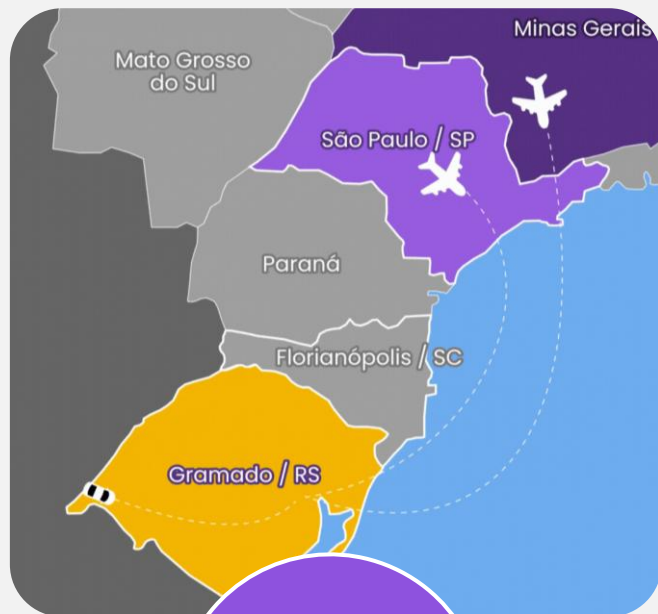 Minas Gerais
Mato Grosso
do Sul
São Paulo / SP
Paraná
Florianópolis / SC
Gramado / RS